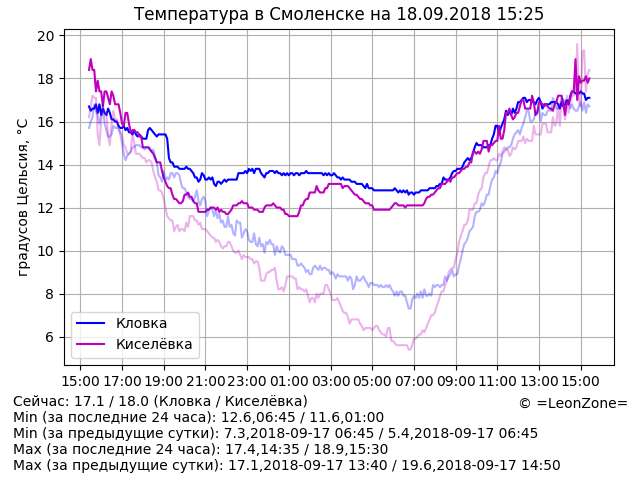 Температура в Смоленске на 18.09.2018 15:25
градусов Цельсия, °C
20
18
16
14
12
10
8
6
Кловка
Киселёвка
15:00 17:00 19:00 21:00 23:00 01:00 03:00 05:00 07:00 09:00 11:00 13:00 15:00
Сейчас: 17.1 / 18.0 (Кловка / Киселёвка)
© =LeonZone=
Min (за последние 24 часа): 12.6,06:45 / 11.6,01:00
Min (за предыдущие сутки): 7.3,2018-09-17 06:45 / 5.4,2018-09-17 06:45
Max (за последние 24 часа): 17.4,14:35 / 18.9,15:30
Max (за предыдущие сутки): 17.1,2018-09-17 13:40 / 19.6,2018-09-17 14:50